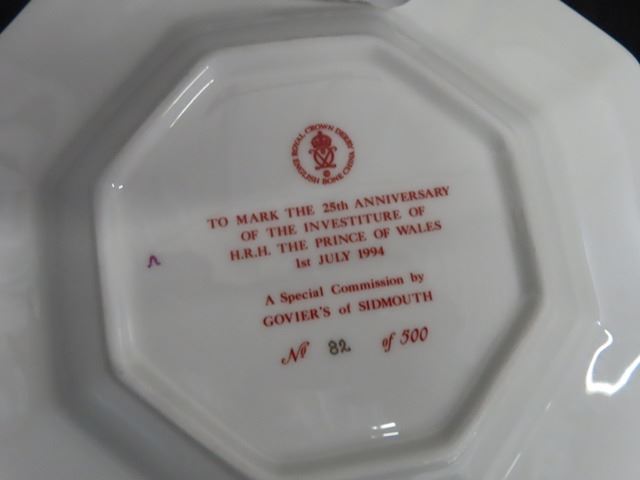 ROYAL CROWN DERBY
ENGLISH BONE CHINA
TO MARK THE 25th ANNIVERSARY
OF THE INVESTITURE OF
H.R.H. THE PRINCE OF WALES
1st JULY 1994
A Special Commission by
GOVIER'S of SIDMOUTH
No 82 of 500